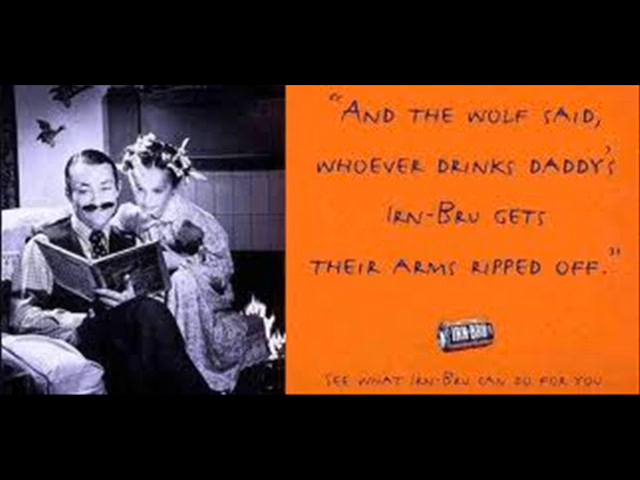 "AND THE WOLF SAID,
WHOEVER DRINKS DADDY'S
IRN-BRU GETS
THEIR ARMS RIPPED OFF."
IRN-BRU
SEE WHAT IRN-BRU CAN DO FOR YOU